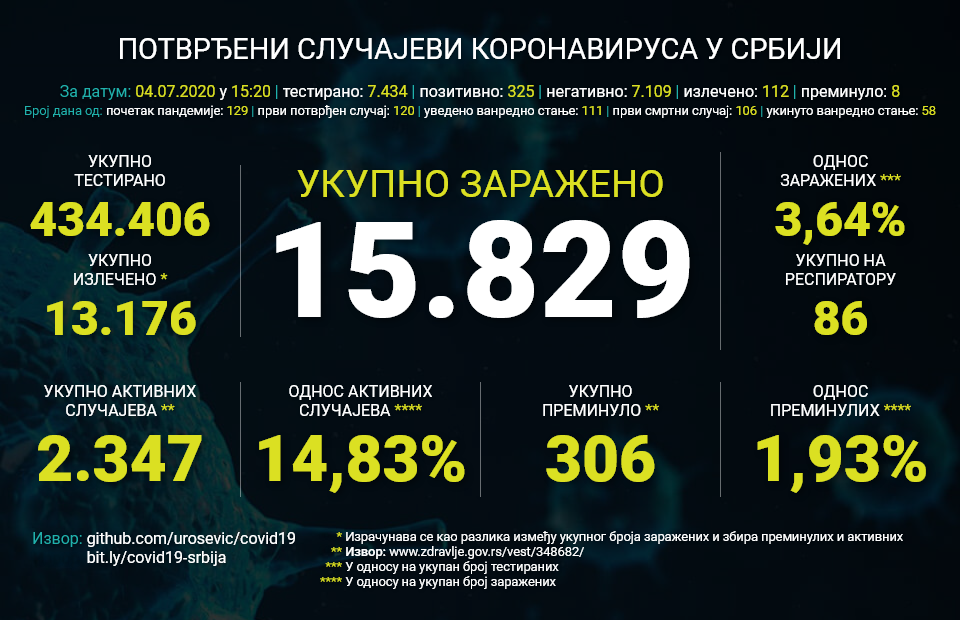 ПОТВРЂЕНИ СЛУЧАЈЕВИ КОРОНАВИРУСА У СРБИЈИ
За датум: 04.07.2020 у 15:20 | тестирано: 7.434 | позитивно: 325 | негативно: 7.109 | излечено: 112 | преминуло: 8
Број дана од: почетак пандемије: 129 | први потврђен случај: 120 | уведено ванредно стање: 111 | први смртни случај: 106 | укинуто ванредно стање: 58
УКУПНО
ТЕСТИРАНО
434.406
УКУПНО
ИЗЛЕЧЕНО *
13.176
УКУПНО ЗАРАЖЕНО
15.829
ОДНОС
ЗАРАЖЕНИХ ***
3,64%
УКУПНО НА
РЕСПИРАТОРУ
86
УКУПНО АКТИВНИХ
СЛУЧАЈЕВА **
2.347
ОДНОС АКТИВНИХ
СЛУЧАЈЕВА ****
14,83%
УКУПНО
ПРЕМИНУЛО **
306
ОДНОС
ПРЕМИНУЛИХ ****
1,93%
Извор: github.com/urosevic/covid19
bit.ly/covid19-srbija
* Израчунава се као разлика између укупног броја заражених и збира преминулих и активних
** Извор: www.zdravlje.gov.rs/vest/348682/
*** У односу на укупан број тестираних
**** У односу на укупан број заражених